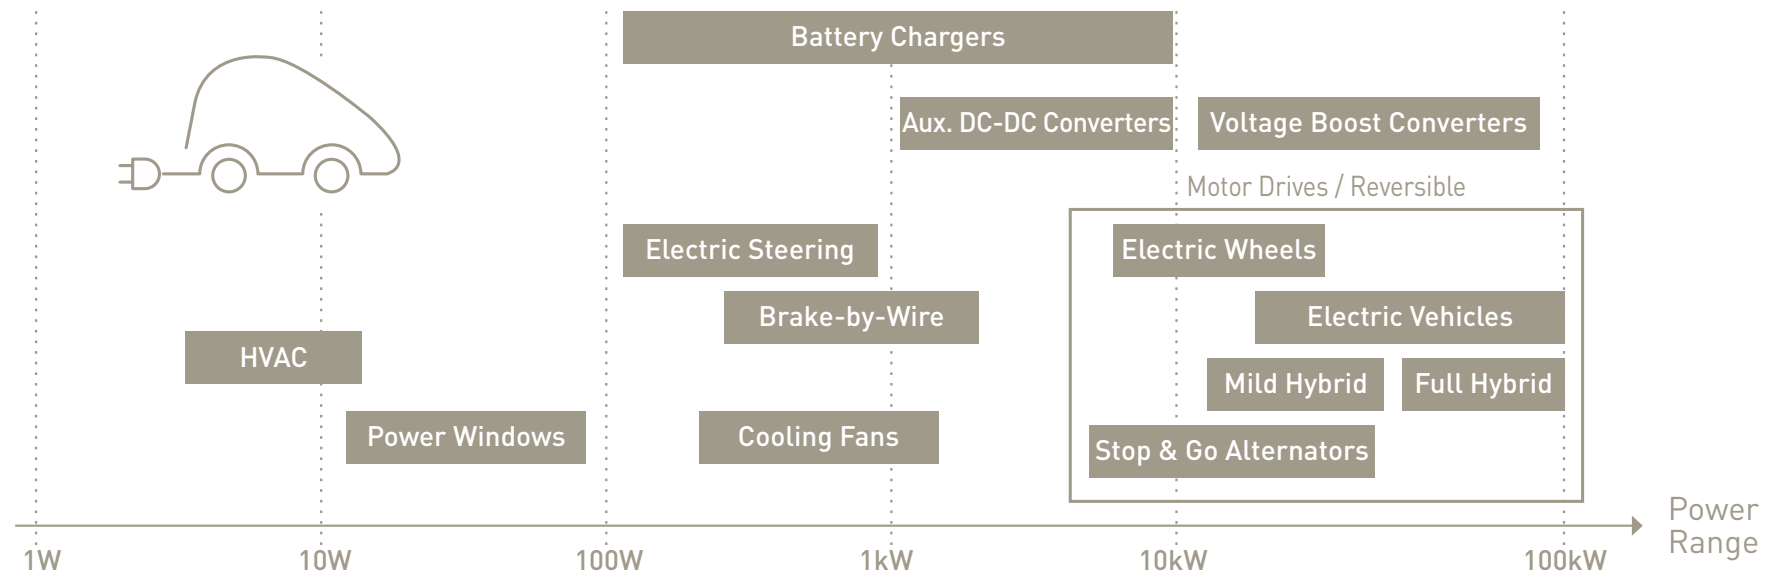 Battery Chargers
Aux. DC-DC Converters
Voltage Boost Converters
Motor Drives / Reversible
Electric Steering
Electric Wheels
Brake-by-Wire
Electric Vehicles
HVAC
Mild Hybrid
Full Hybrid
Power Windows
Cooling Fans
Stop & Go Alternators
Power
Range
1W
10W
100W
1kW
10kW
100kW